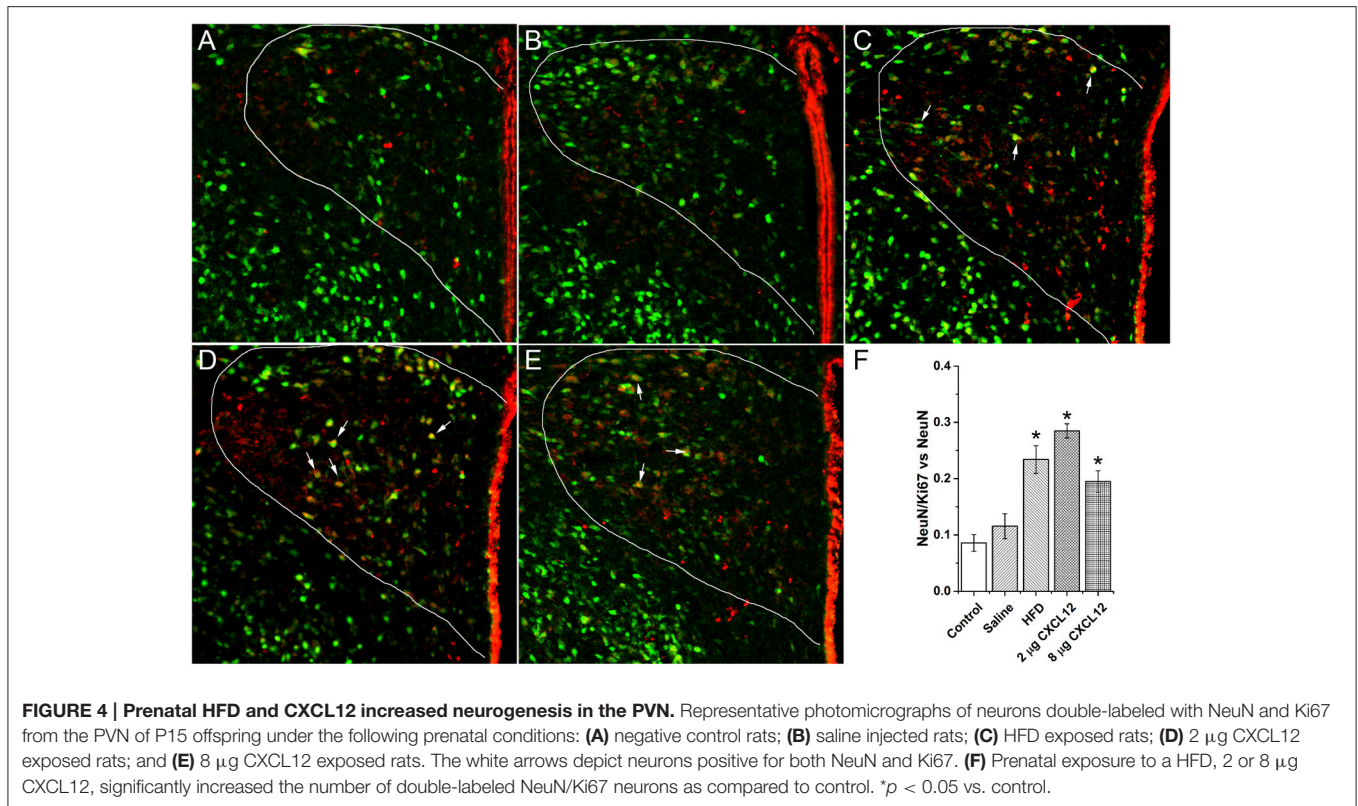 A
B
C
D
E
F
0.4
0.3
0.2
0.1
0.0
NeuN/Ki67 vs NeuN
*
*
*
Control
Saline
HFD
2 µg CXCL12
8 µg CXCL12
FIGURE 4 | Prenatal HFD and CXCL12 increased neurogenesis in the PVN. Representative photomicrographs of neurons double-labeled with NeuN and Ki67
from the PVN of P15 offspring under the following prenatal conditions: (A) negative control rats; (B) saline injected rats; (C) HFD exposed rats; (D) 2 µg CXCL12
exposed rats; and (E) 8 µg CXCL12 exposed rats. The white arrows depict neurons positive for both NeuN and Ki67. (F) Prenatal exposure to a HFD, 2 or 8 µg
CXCL12, significantly increased the number of double-labeled NeuN/Ki67 neurons as compared to control. *p < 0.05 vs. control.